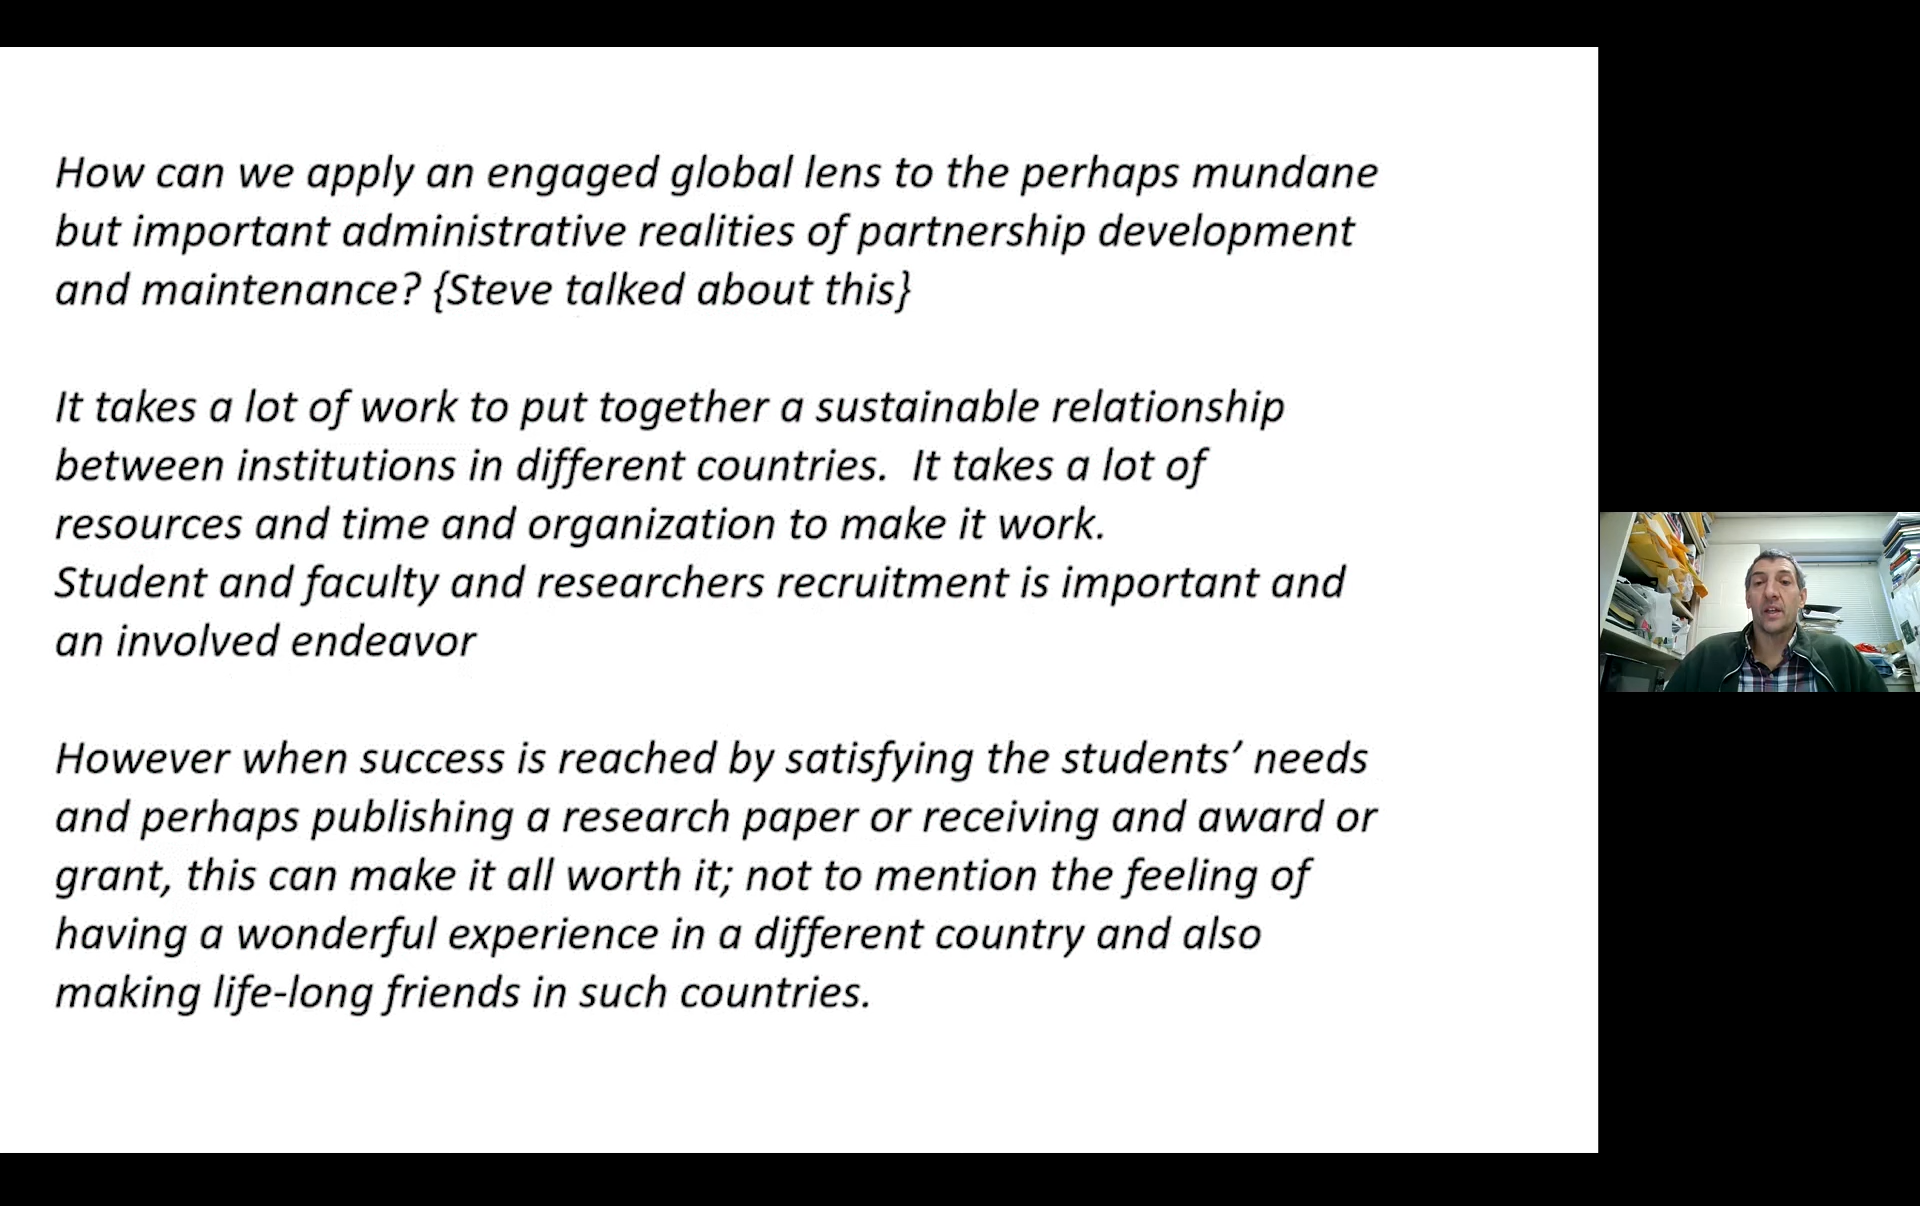 How can we apply an engaged global lens to the perhaps mundane
but important administrative realities of partnership development
and maintenance? {Steve talked about this}
It takes a lot of work to put together a sustainable relationship
between institutions in different countries.  It takes a lot of
resources and time and organization to make it work.
Student and faculty and researchers recruitment is important and
an involved endeavor
However when success is reached by satisfying the students’ needs
and perhaps publishing a research paper or receiving and award or
grant, this can make it all worth it; not to mention the feeling of
having a wonderful experience in a different country and also
making life-long friends in such countries.